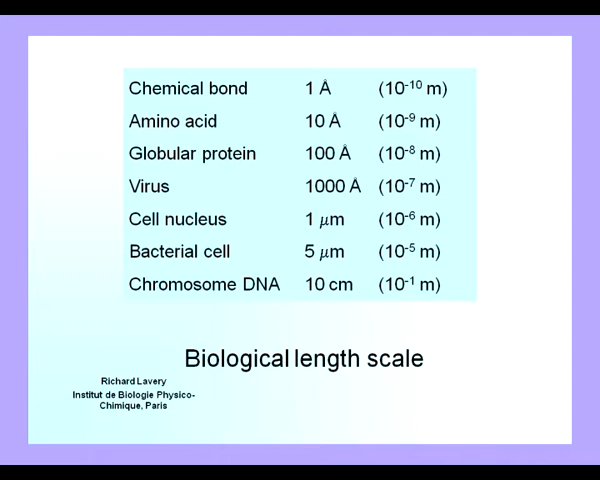 Chemical bond 1 Å (10⁻¹⁰ m)
Amino acid 10 Å (10⁻⁹ m)
Globular protein 100 Å (10⁻⁸ m)
Virus 1000 Å (10⁻⁷ m)
Cell nucleus 1 μm (10⁻⁶ m)
Bacterial cell 5 μm (10⁻⁵ m)
Chromosome DNA 10 cm (10⁻¹ m)
Biological length scale
Richard Lavery
Institut de Biologie Physico-
Chimique, Paris